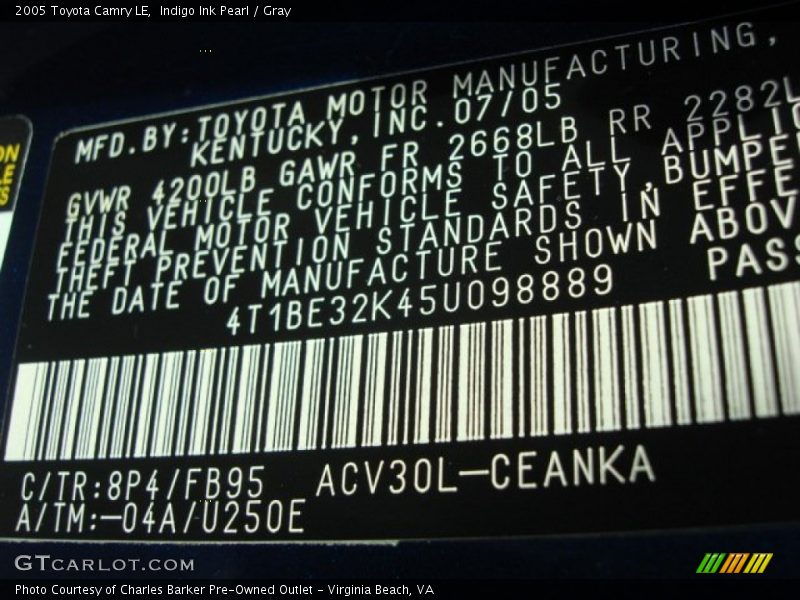 2005 Toyota Camry LE, Indigo Ink Pearl / Gray
MFD.BY:TOYOTA MOTOR MANUFACTURING,
KENTUCKY, INC.07/05
GVWR 4200LB GAWR FR 2668LB RR 2282L
THIS VEHICLE CONFORMS TO ALL APPLIC
FEDERAL MOTOR VEHICLE SAFETY,BUMPE
THEFT PREVENTION STANDARDS IN EFFE
THE DATE OF MANUFACTURE SHOWN ABOV
4T1BE32K45U098889 PASS
C/TR:8P4/FB95 ACV30L-CEANKA
A/TM:-04A/U250E
GTCARLOT.COM
Photo Courtesy of Charles Barker Pre-Owned Outlet - Virginia Beach, VA